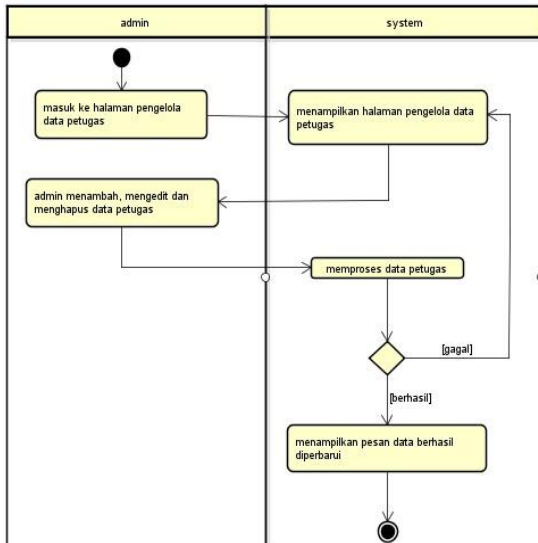 admin
system
masuk ke halaman pengelola
data petugas
menampilkan halaman pengelola data
petugas
admin menambah, mengedit dan
menghapus data petugas
memproses data petugas
[gagal]
[berhasil]
menampilkan pesan data berhasil
diperbarui